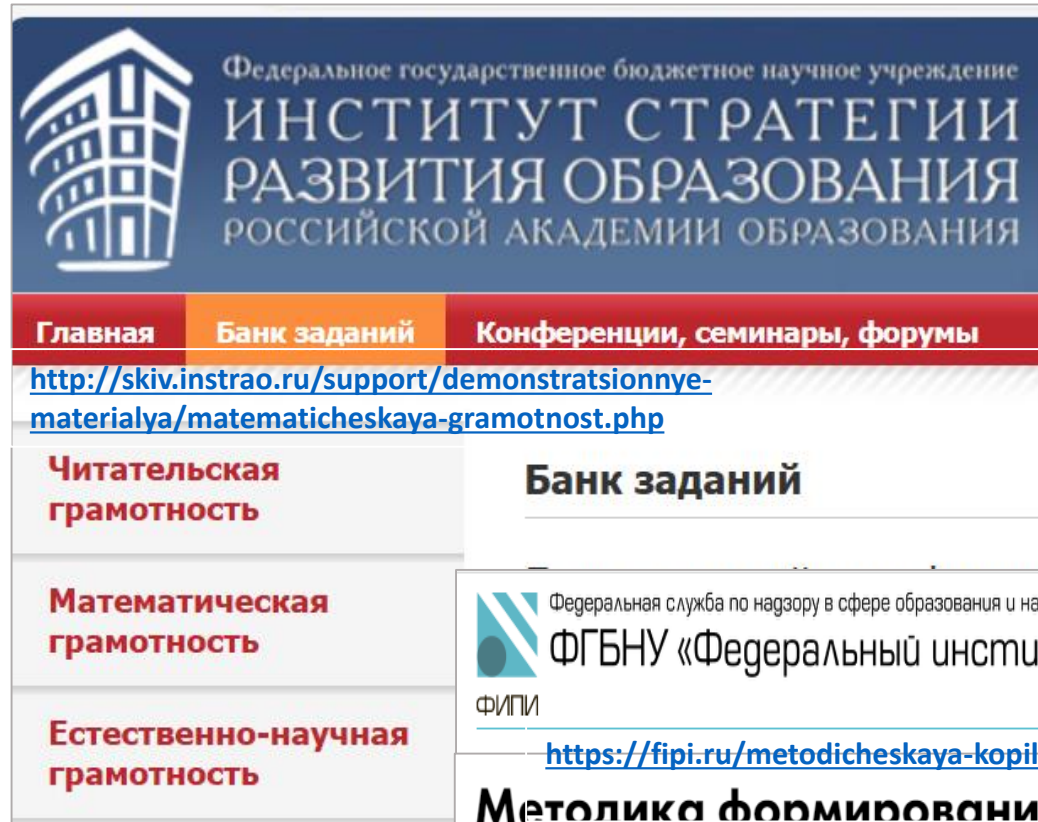 Федеральное государственное бюджетное научное учреждение
ИНСТИТУТ СТРАТЕГИИ
РАЗВИТИЯ ОБРАЗОВАНИЯ
РОССИЙСКОЙ АКАДЕМИИ ОБРАЗОВАНИЯ
Главная Банк заданий Конференции, семинары, форумы
http://skiv.instrao.ru/support/demonstratsionnye-
materialya/matematicheskaya-gramotnost.php
Читательская
грамотность
Банк заданий
Математическая
грамотность
Федеральная служба по надзору в сфере образования и на
ФГБНУ «Федеральный инсти
ФИПИ
Естественно-научная
грамотность
https://fipi.ru/metodicheskaya-kopil
Методика формировани